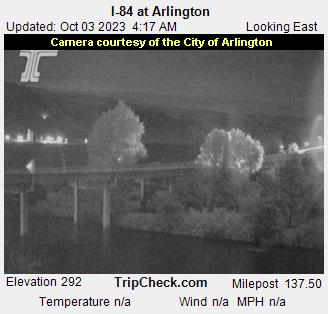 I-84 at Arlington
Updated: Oct 03 2023 4:17 AM Looking East
Camera courtesy of the City of Arlington
Elevation 292 TripCheck.com Milepost 137.50
Temperature n/a Wind n/a MPH n/a